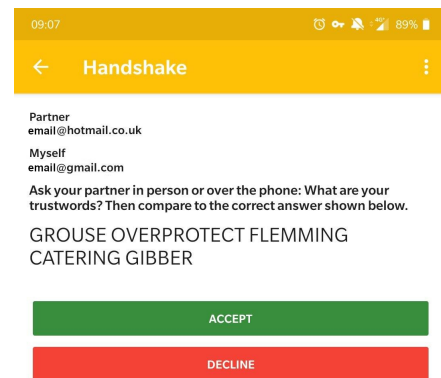 09:07
4G+
89%
Handshake
Partner
email@hotmail.co.uk
Myself
email@gmail.com
Ask your partner in person or over the phone: What are your
trustwords? Then compare to the correct answer shown below.
GROUSE OVERPROTECT FLEMMING
CATERING GIBBER
ACCEPT
DECLINE